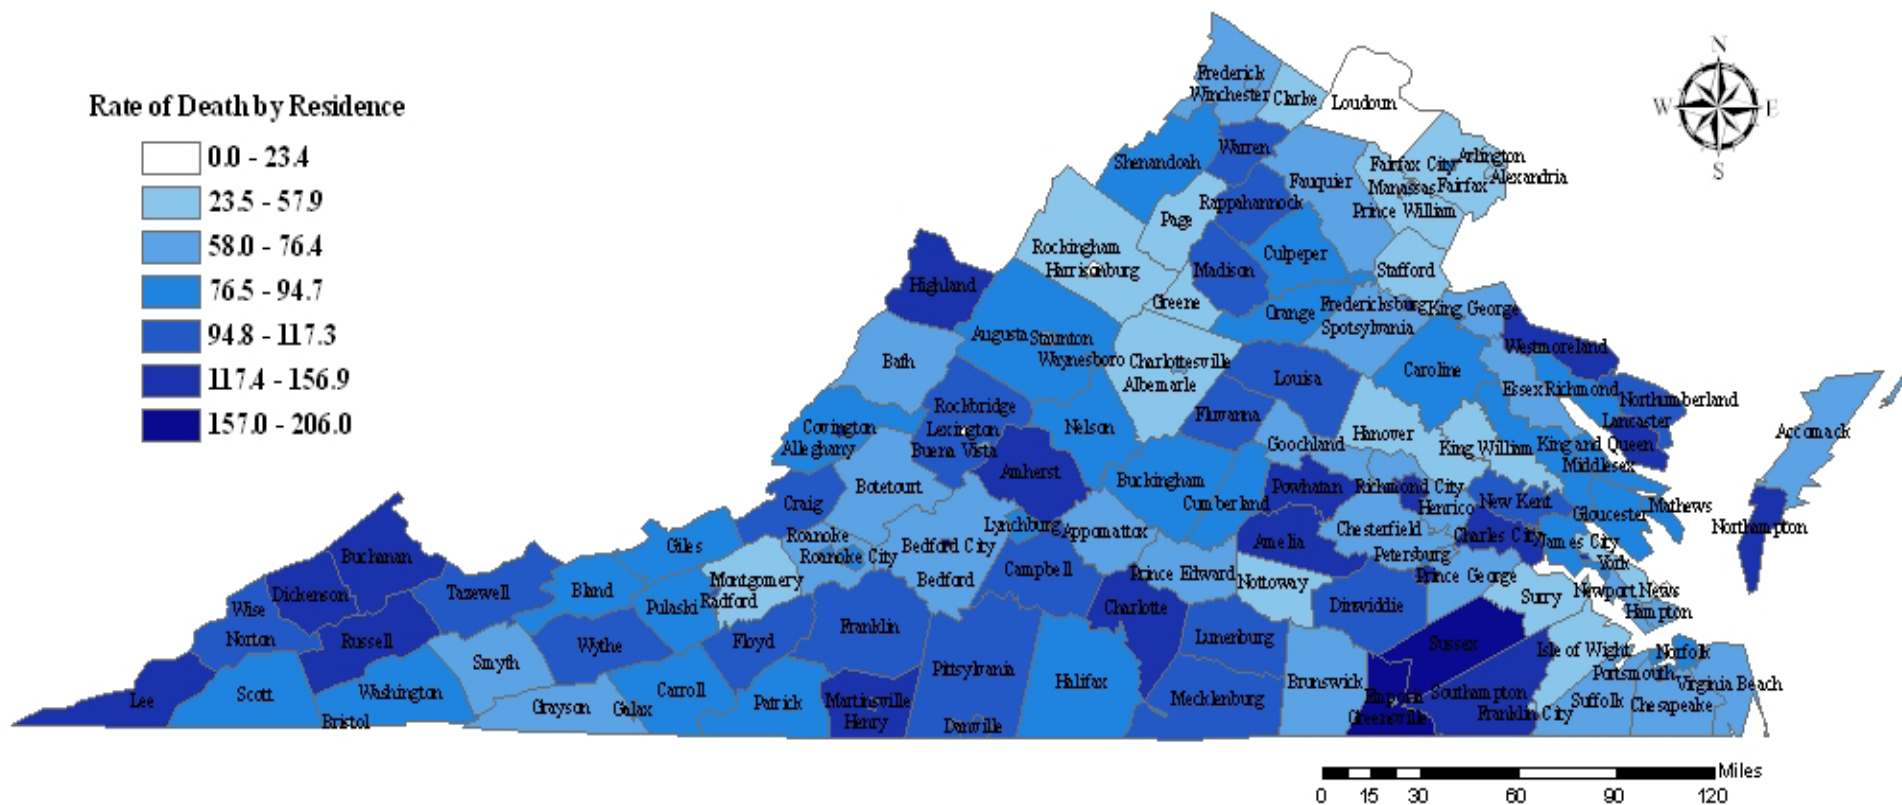 Rate of Death by Residence
0.0 - 23.4
23.5 - 57.9
58.0 - 76.4
76.5 - 94.7
94.8 - 117.3
117.4 - 156.9
157.0 - 206.0
N
W E
S
Frederick
Winchester
Clarke
Loudoun
Warren
Shenandoah
Fairfax City
Arlington
Fauquier
Manassas
Fairfax
Alexandria
Rappahannock
Prince William
Page
Rockingham
Harrisonburg
Culpeper
Madison
Stafford
Highland
Greene
Orange
Fredericksburg
King George
Spotsylvania
Augusta
Staunton
Waynesboro
Westmoreland
Bath
Charlottesville
Albemarle
Louisa
Caroline
Essex
Richmond
Northumberland
Lancaster
Rockbridge
Lexington
Buena Vista
Nelson
Fluvanna
Covington
Alleghany
Goochland
Hanover
King William
King and Queen
Middlesex
Accomack
Amherst
Buckingham
Cumberland
Powhatan
Richmond City
Henrico
New Kent
Mathews
Gloucester
Botetourt
Craig
Lynchburg
Appomattox
Chesterfield
Charles City
James City
Northampton
Roanoke
Roanoke City
Bedford City
Bedford
Amelia
Petersburg
York
Giles
Buchanan
Montgomery
Radford
Campbell
Prince Edward
Nottoway
Prince George
Surry
Newport News
Hampton
Dickenson
Tazewell
Bland
Pulaski
Wise
Norton
Charlotte
Dinwiddie
Russell
Wythe
Floyd
Franklin
Lunenburg
Sussex
Isle of Wight
Norfolk
Portsmouth
Virginia Beach
Smyth
Pittsylvania
Halifax
Brunswick
Lee
Scott
Washington
Bristol
Grayson
Galax
Carroll
Patrick
Martinsville
Henry
Danville
Mecklenburg
Emporia
Greensville
Southampton
Franklin City
Suffolk
Chesapeake
Miles
0 15 30 60 90 120